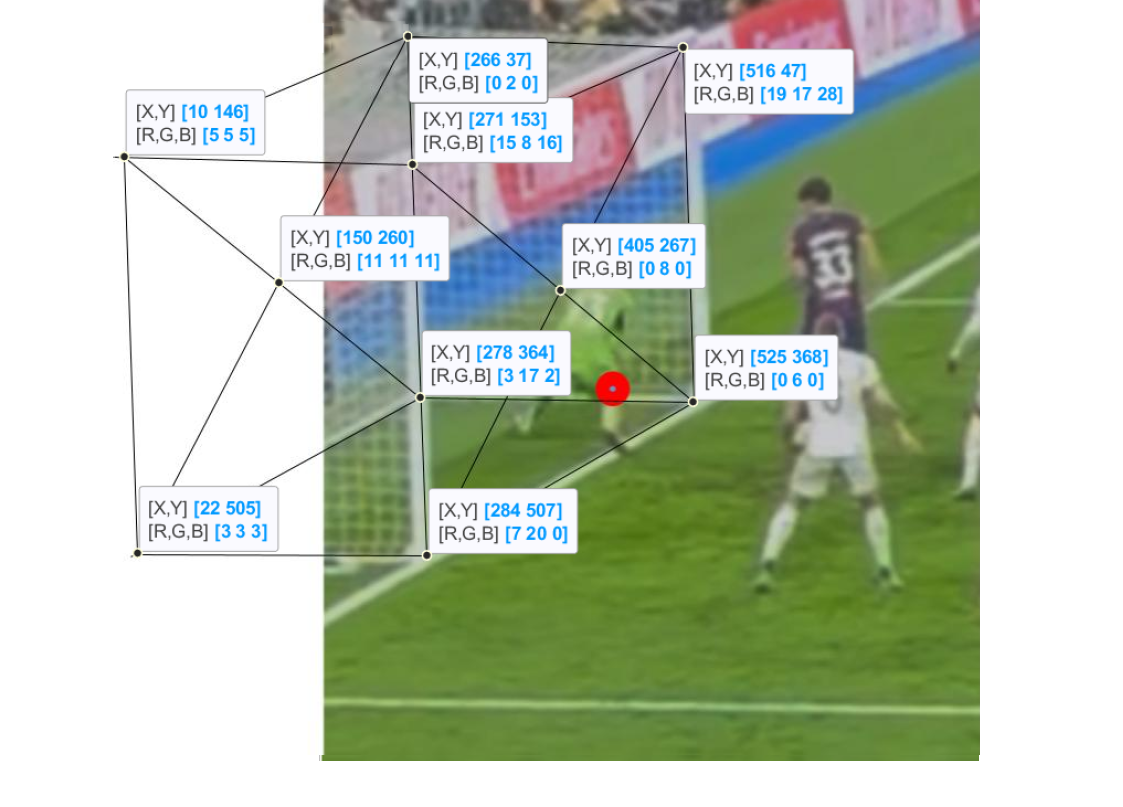 [X,Y] [266 37]
[R,G,B] [0 2 0]
[X,Y] [516 47]
[R,G,B] [19 17 28]
[X,Y] [10 146]
[R,G,B] [5 5 5]
[X,Y] [271 153]
[R,G,B] [15 8 16]
[X,Y] [150 260]
[R,G,B] [11 11 11]
[X,Y] [405 267]
[R,G,B] [0 8 0]
33
[X,Y] [278 364]
[R,G,B] [3 17 2]
[X,Y] [525 368]
[R,G,B] [0 6 0]
[X,Y] [22 505]
[R,G,B] [3 3 3]
[X,Y] [284 507]
[R,G,B] [7 20 0]